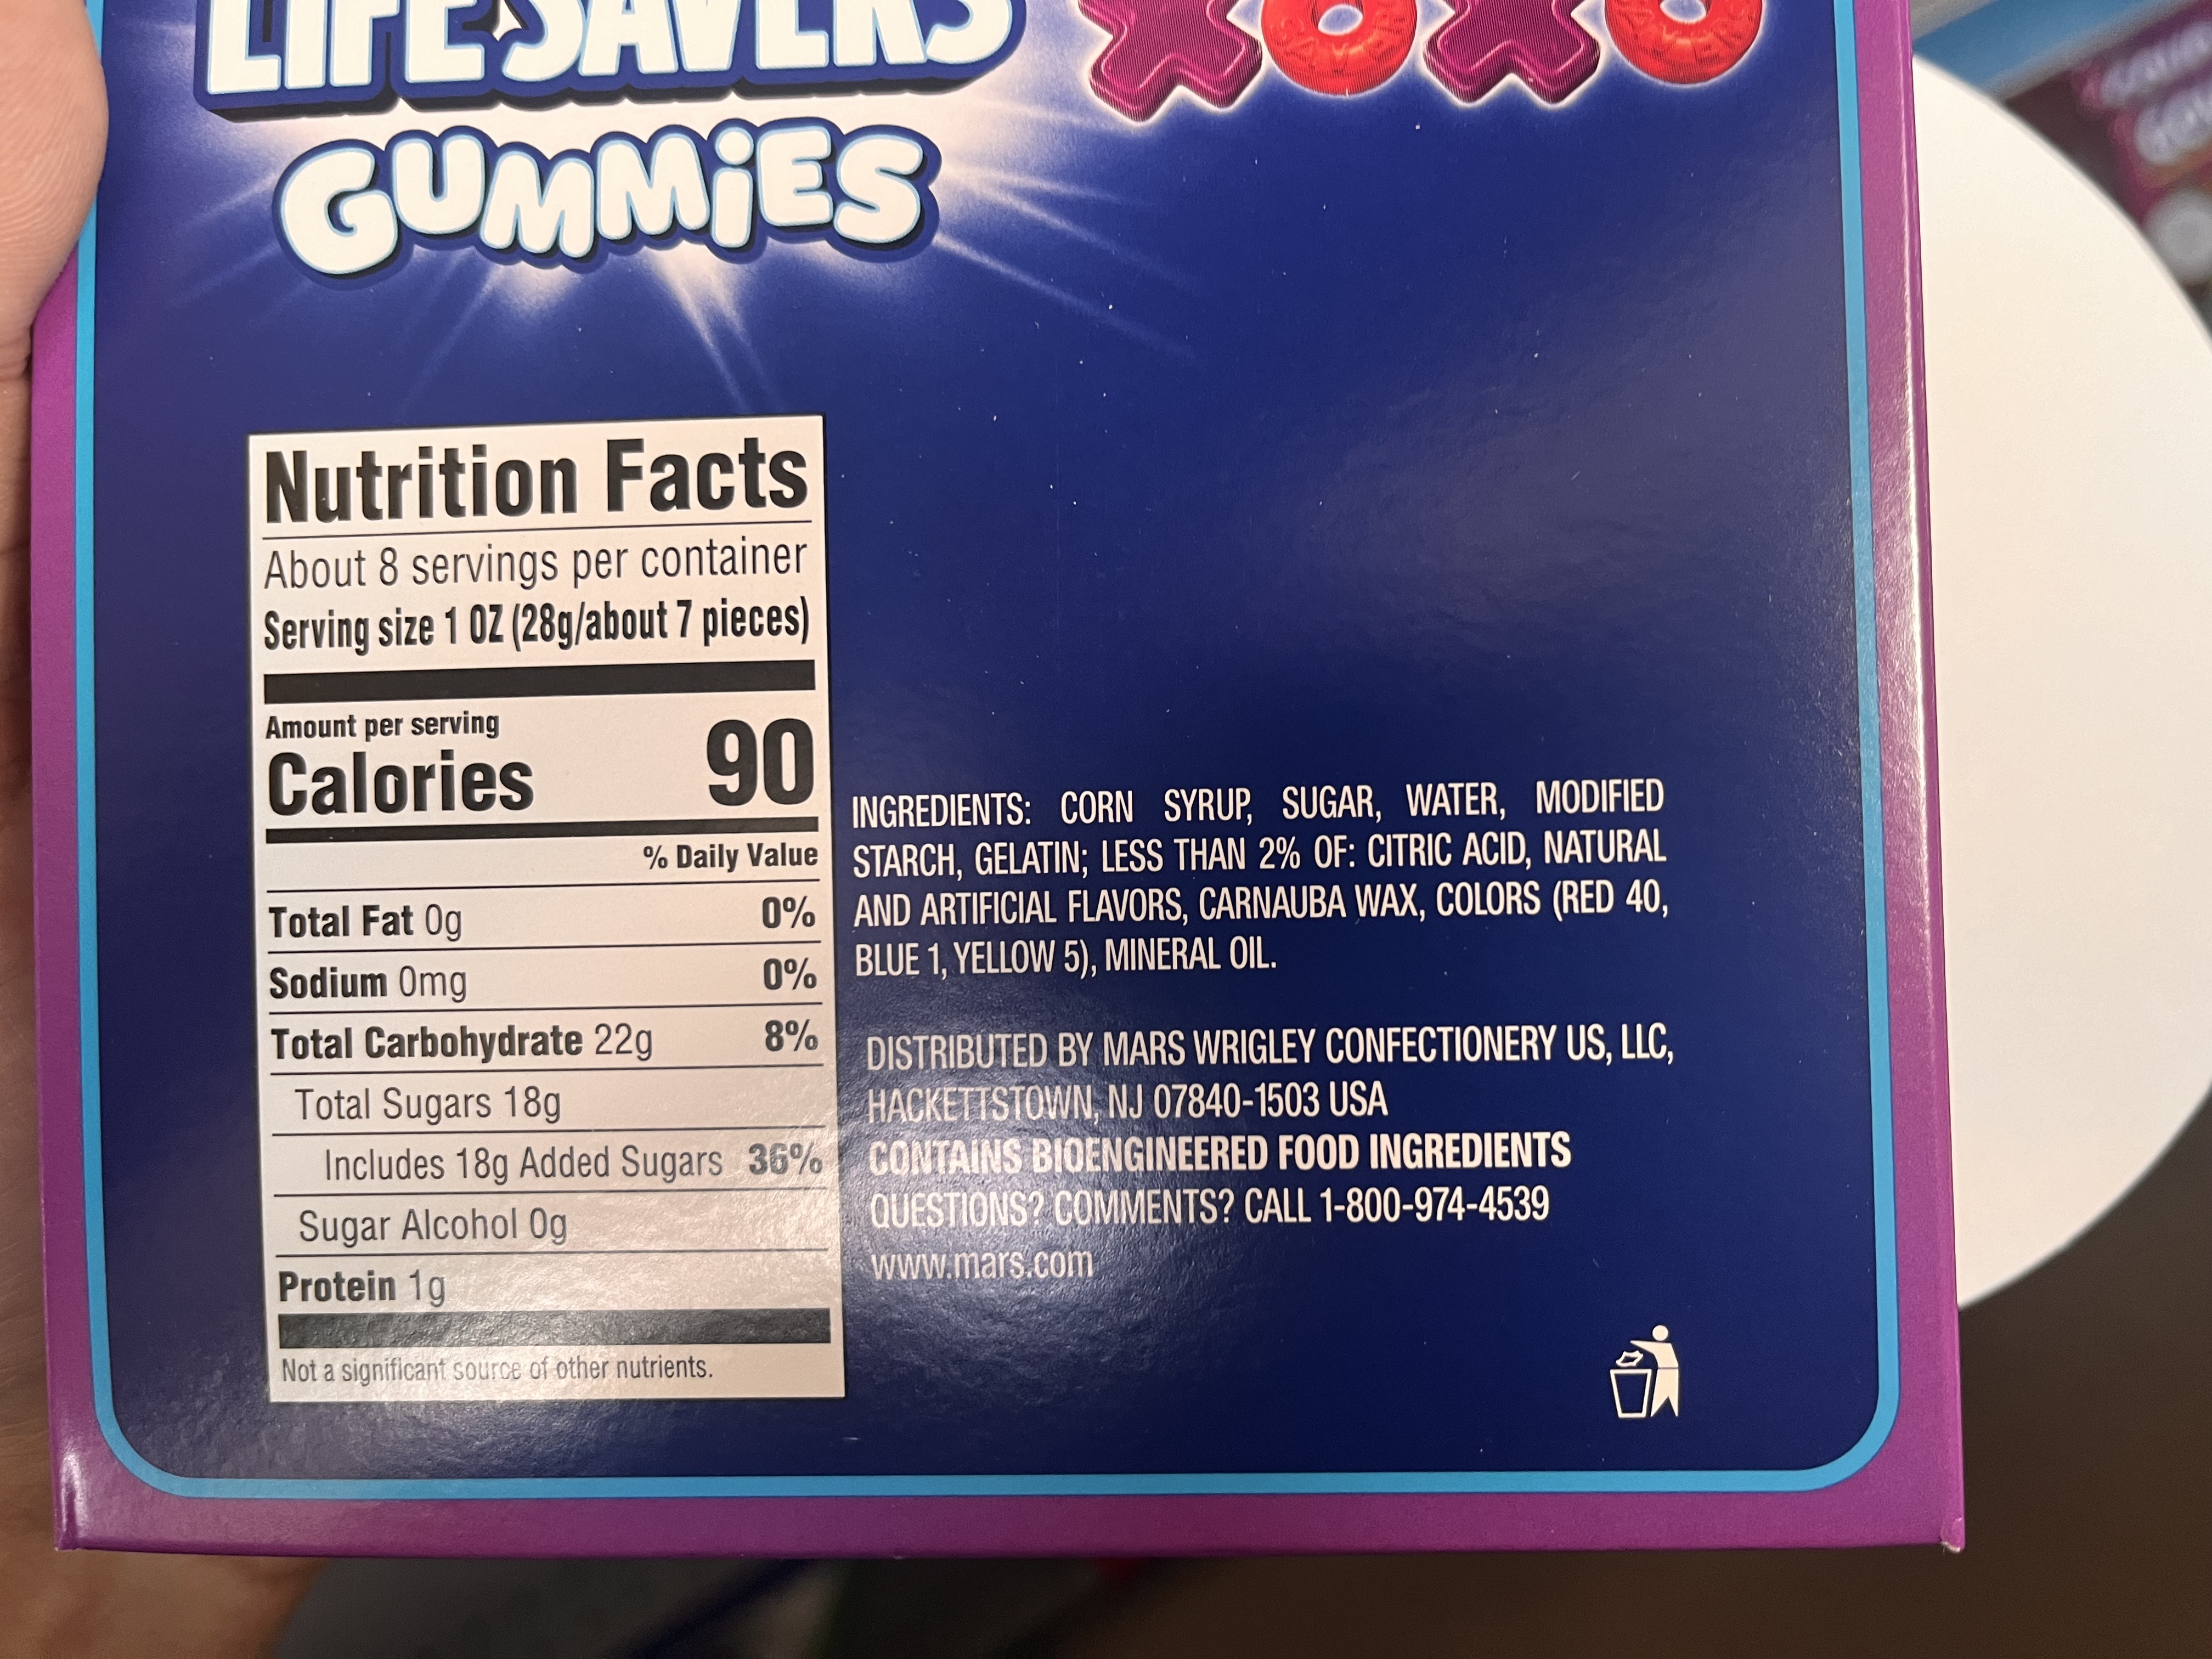 LIFESAVERS
GUMMiES
Nutrition Facts
About 8 servings per container
Serving size 1 OZ (28g/about 7 pieces)
Amount per serving
Calories 90
% Daily Value
Total Fat 0g 0%
Sodium 0mg 0%
Total Carbohydrate 22g 8%
Total Sugars 18g
Includes 18g Added Sugars 36%
Sugar Alcohol 0g
Protein 1g
Not a significant source of other nutrients.
INGREDIENTS: CORN SYRUP, SUGAR, WATER, MODIFIED
STARCH, GELATIN; LESS THAN 2% OF: CITRIC ACID, NATURAL
AND ARTIFICIAL FLAVORS, CARNAUBA WAX, COLORS (RED 40,
BLUE 1, YELLOW 5), MINERAL OIL.
DISTRIBUTED BY MARS WRIGLEY CONFECTIONERY US, LLC,
HACKETTSTOWN, NJ 07840-1503 USA
CONTAINS BIOENGINEERED FOOD INGREDIENTS
QUESTIONS? COMMENTS? CALL 1-800-974-4539
www.mars.com